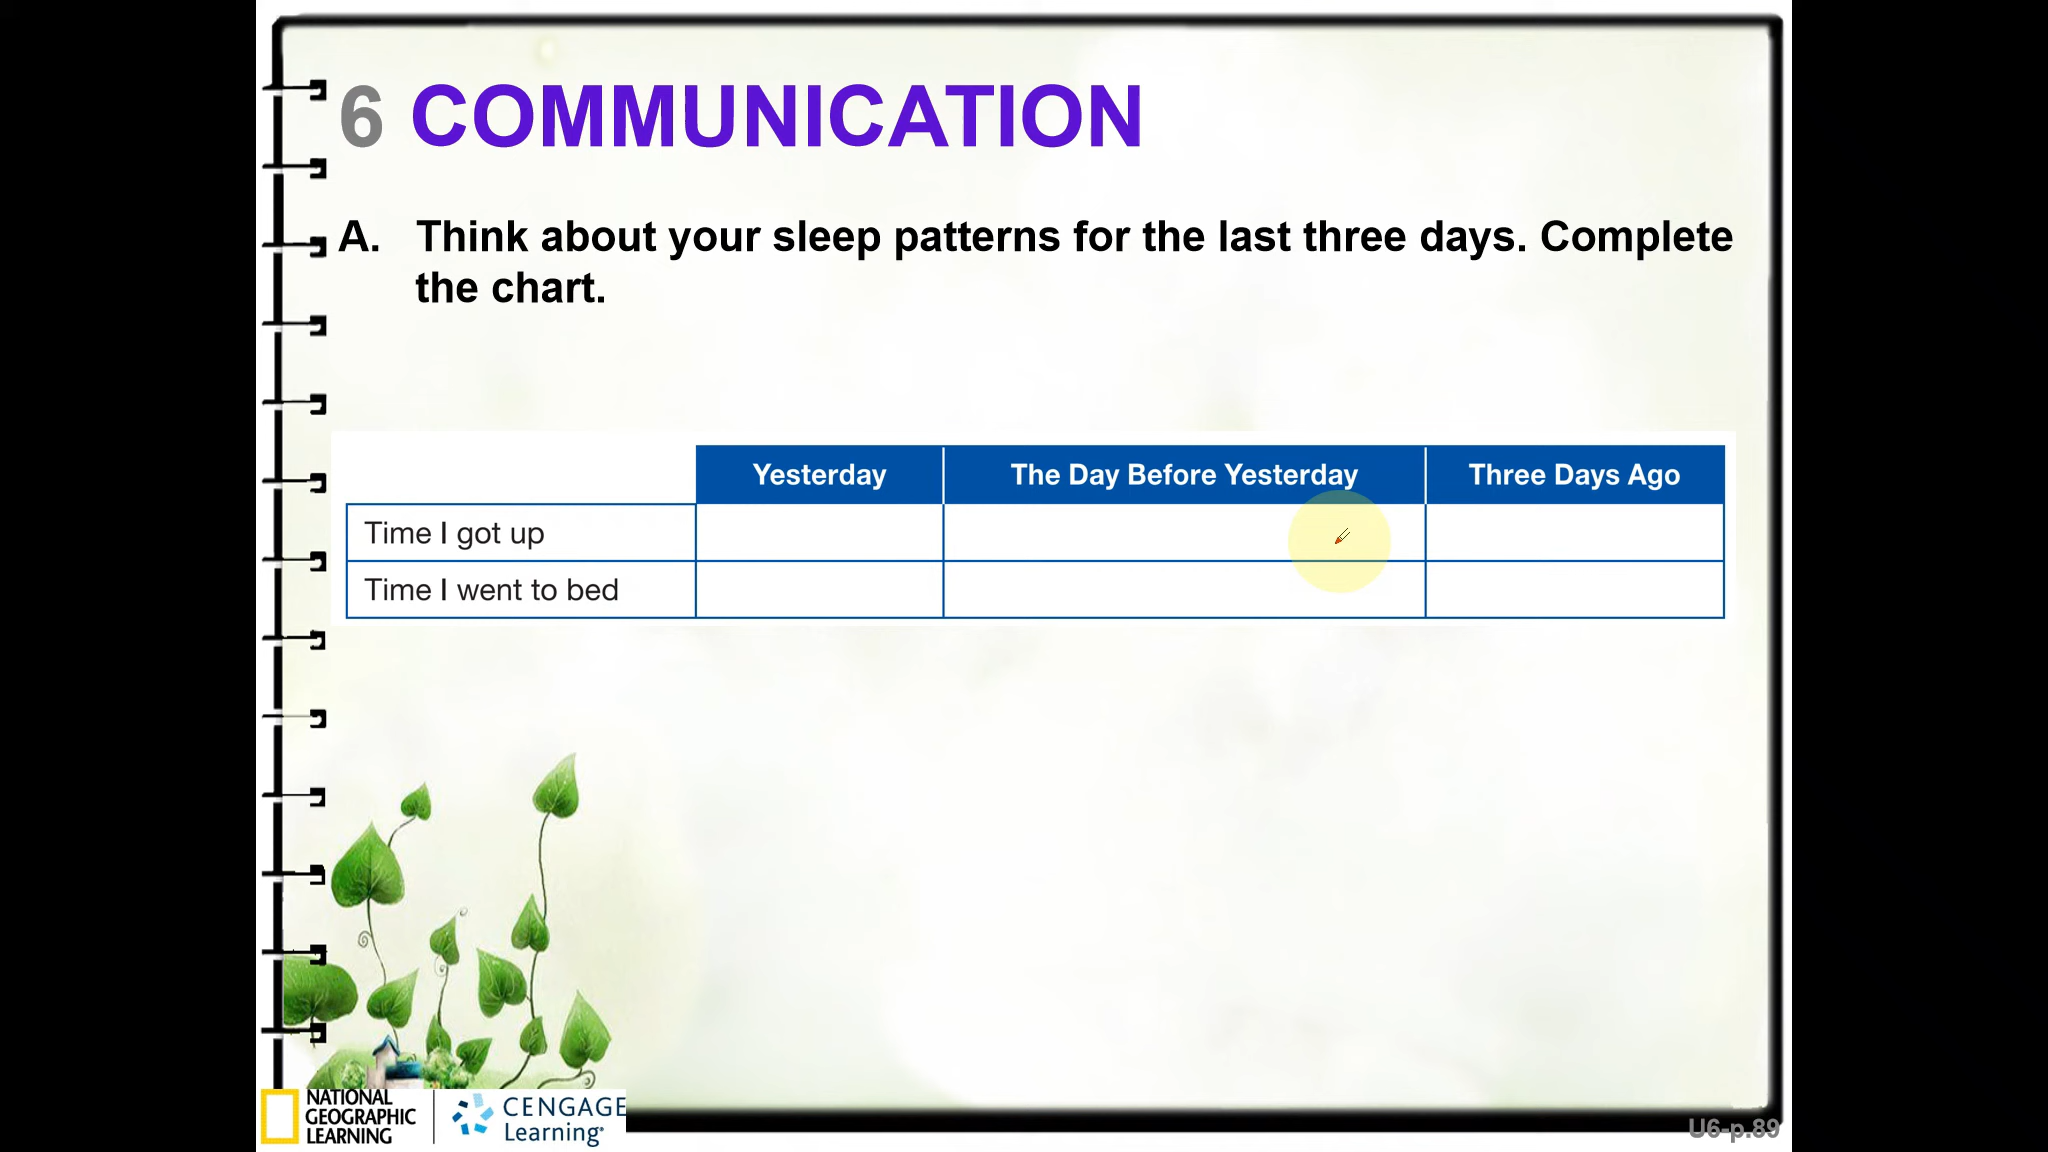 6 COMMUNICATION
A. Think about your sleep patterns for the last three days. Complete
the chart.
Yesterday The Day Before Yesterday Three Days Ago
Time I got up
Time I went to bed
NATIONAL
GEOGRAPHIC
LEARNING
CENGAGE
Learning®
U6-p.89